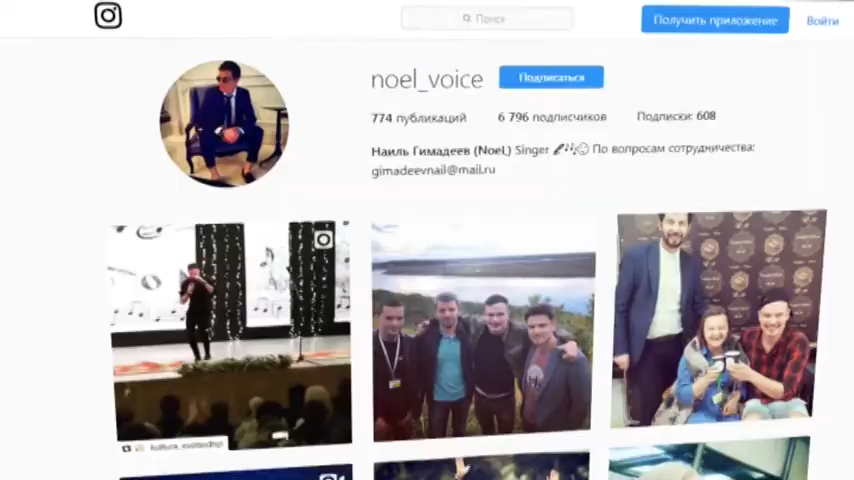 Поиск
Получить приложение
Войти
noel_voice
Подписаться
774 публикаций
6 796 подписчиков
Подписки: 608
Наиль Гимадеев (NoeL) Singer 🎤🎶😊 По вопросам сотрудничества:
gimadeevnail@mail.ru